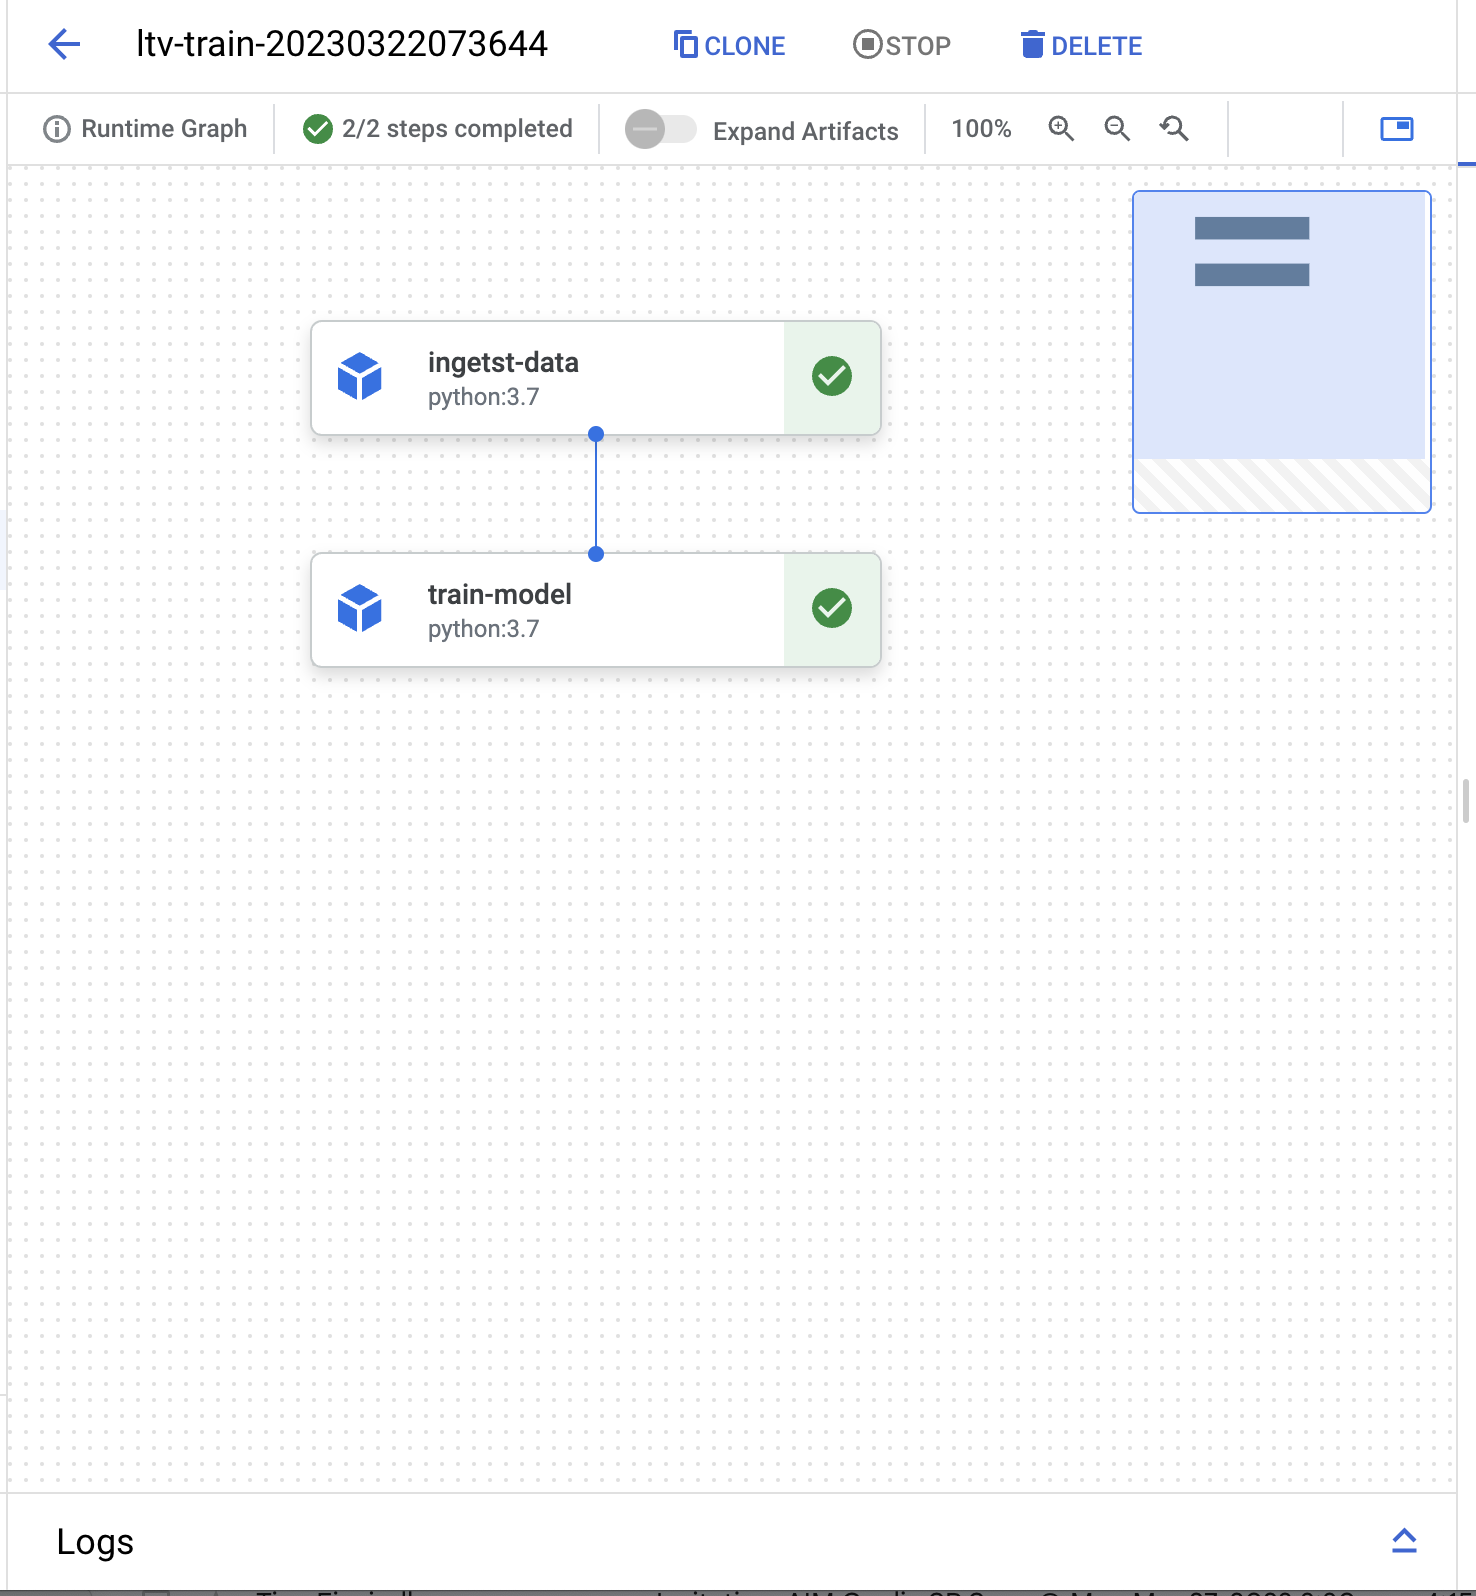 ltv-train-20230322073644
CLONE
STOP
DELETE
Runtime Graph
2/2 steps completed
Expand Artifacts
100%
ingetst-data
python:3.7
train-model
python:3.7
Logs